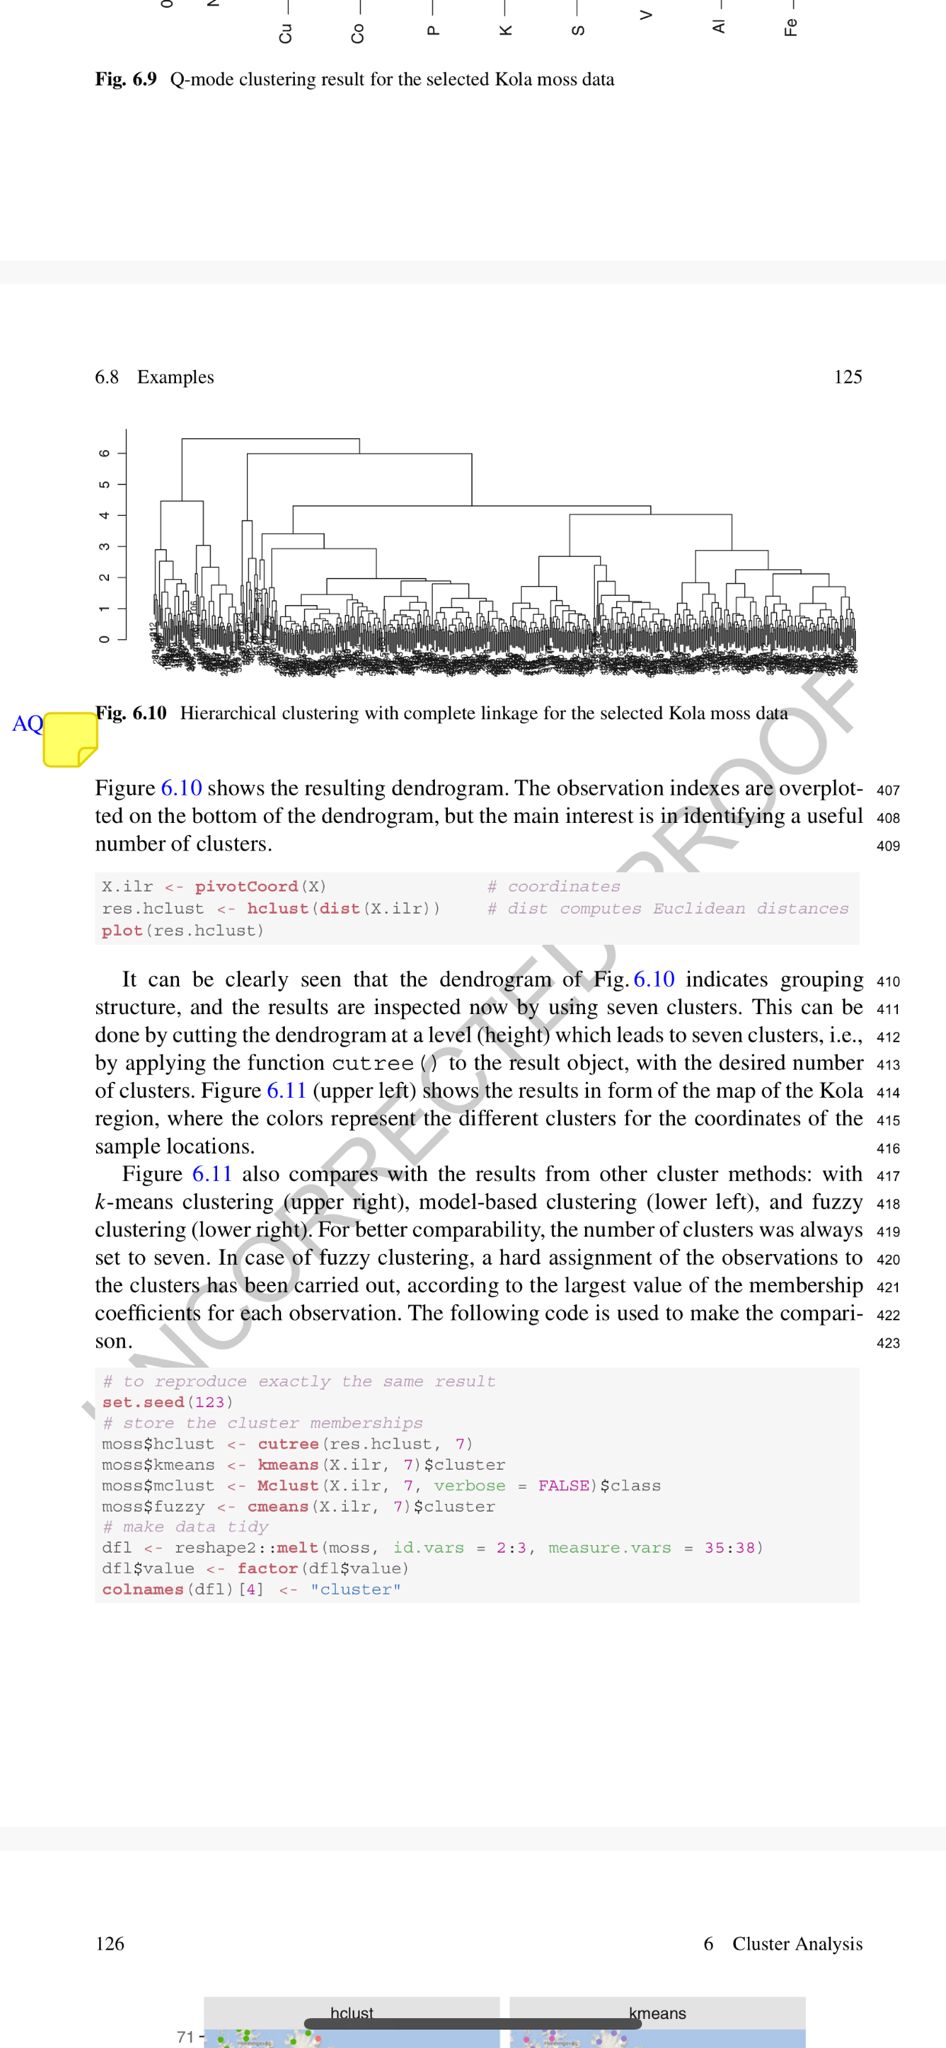 Cu
Co
P
K
S
V
Al
Fe
Fig. 6.9 Q-mode clustering result for the selected Kola moss data
6.8 Examples 125
6
5
4
3
2
1
0
AQ
Fig. 6.10 Hierarchical clustering with complete linkage for the selected Kola moss data
Figure 6.10 shows the resulting dendrogram. The observation indexes are overplot- 407
ted on the bottom of the dendrogram, but the main interest is in identifying a useful 408
number of clusters. 409
X.ilr <- pivotCoord(X) # coordinates
res.hclust <- hclust(dist(X.ilr)) # dist computes Euclidean distances
plot(res.hclust)
It can be clearly seen that the dendrogram of Fig. 6.10 indicates grouping 410
structure, and the results are inspected now by using seven clusters. This can be 411
done by cutting the dendrogram at a level (height) which leads to seven clusters, i.e., 412
by applying the function cutree() to the result object, with the desired number 413
of clusters. Figure 6.11 (upper left) shows the results in form of the map of the Kola 414
region, where the colors represent the different clusters for the coordinates of the 415
sample locations. 416
Figure 6.11 also compares with the results from other cluster methods: with 417
k-means clustering (upper right), model-based clustering (lower left), and fuzzy 418
clustering (lower right). For better comparability, the number of clusters was always 419
set to seven. In case of fuzzy clustering, a hard assignment of the observations to 420
the clusters has been carried out, according to the largest value of the membership 421
coefficients for each observation. The following code is used to make the compari- 422
son. 423
# to reproduce exactly the same result
set.seed(123)
# store the cluster memberships
moss$hclust <- cutree(res.hclust, 7)
moss$kmeans <- kmeans(X.ilr, 7)$cluster
moss$mclust <- Mclust(X.ilr, 7, verbose = FALSE)$class
moss$fuzzy <- cmeans(X.ilr, 7)$cluster
# make data tidy
dfl <- reshape2::melt(moss, id.vars = 2:3, measure.vars = 35:38)
dfl$value <- factor(dfl$value)
colnames(dfl)[4] <- "cluster"
UNCORRECTED PROOF
126 6 Cluster Analysis
hclust kmeans
71